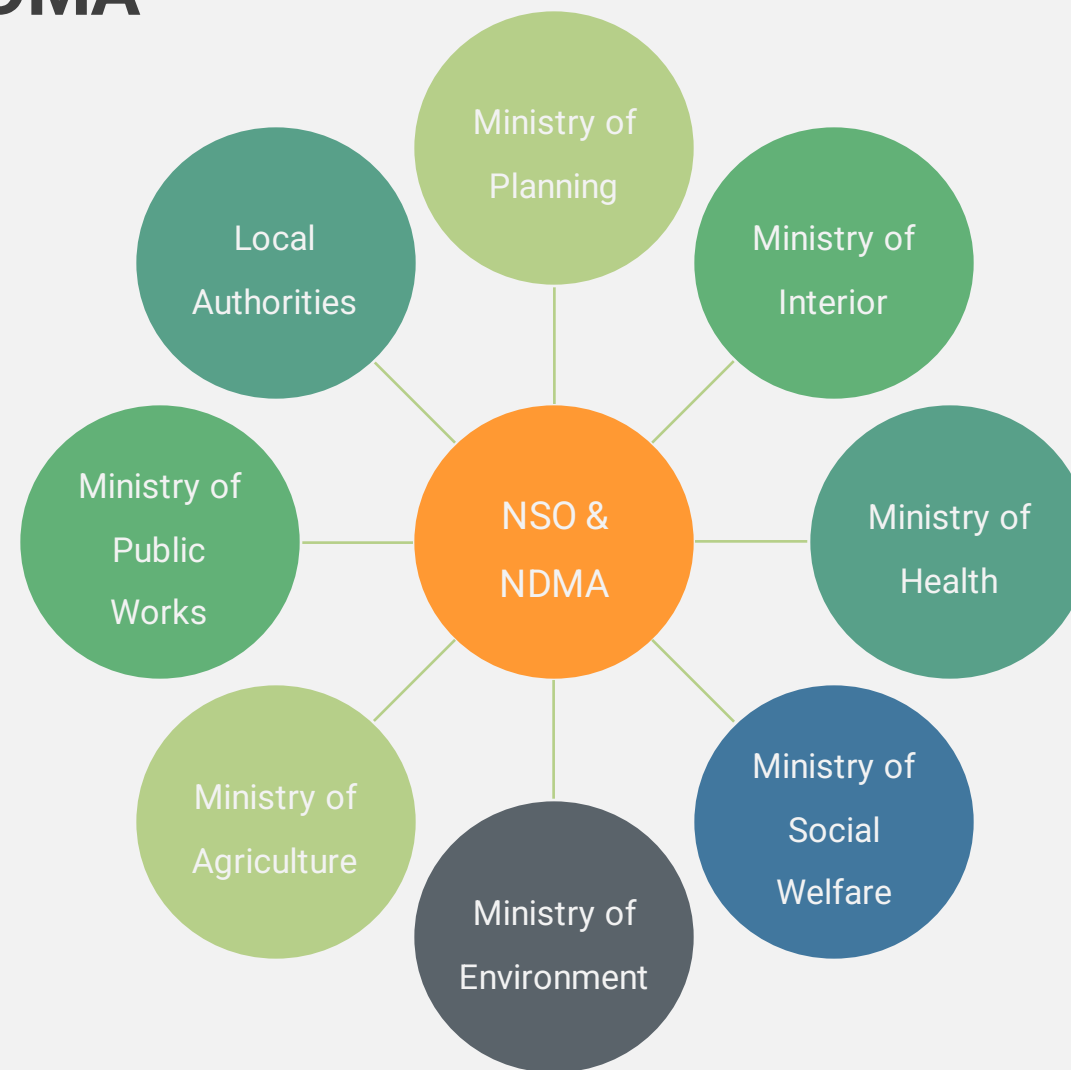 Ministry of
Planning
Local
Authorities
Ministry of
Interior
Ministry of
Public
Works
NSO &
NDMA
Ministry of
Health
Ministry of
Agriculture
Ministry of
Social
Welfare
Ministry of
Environment